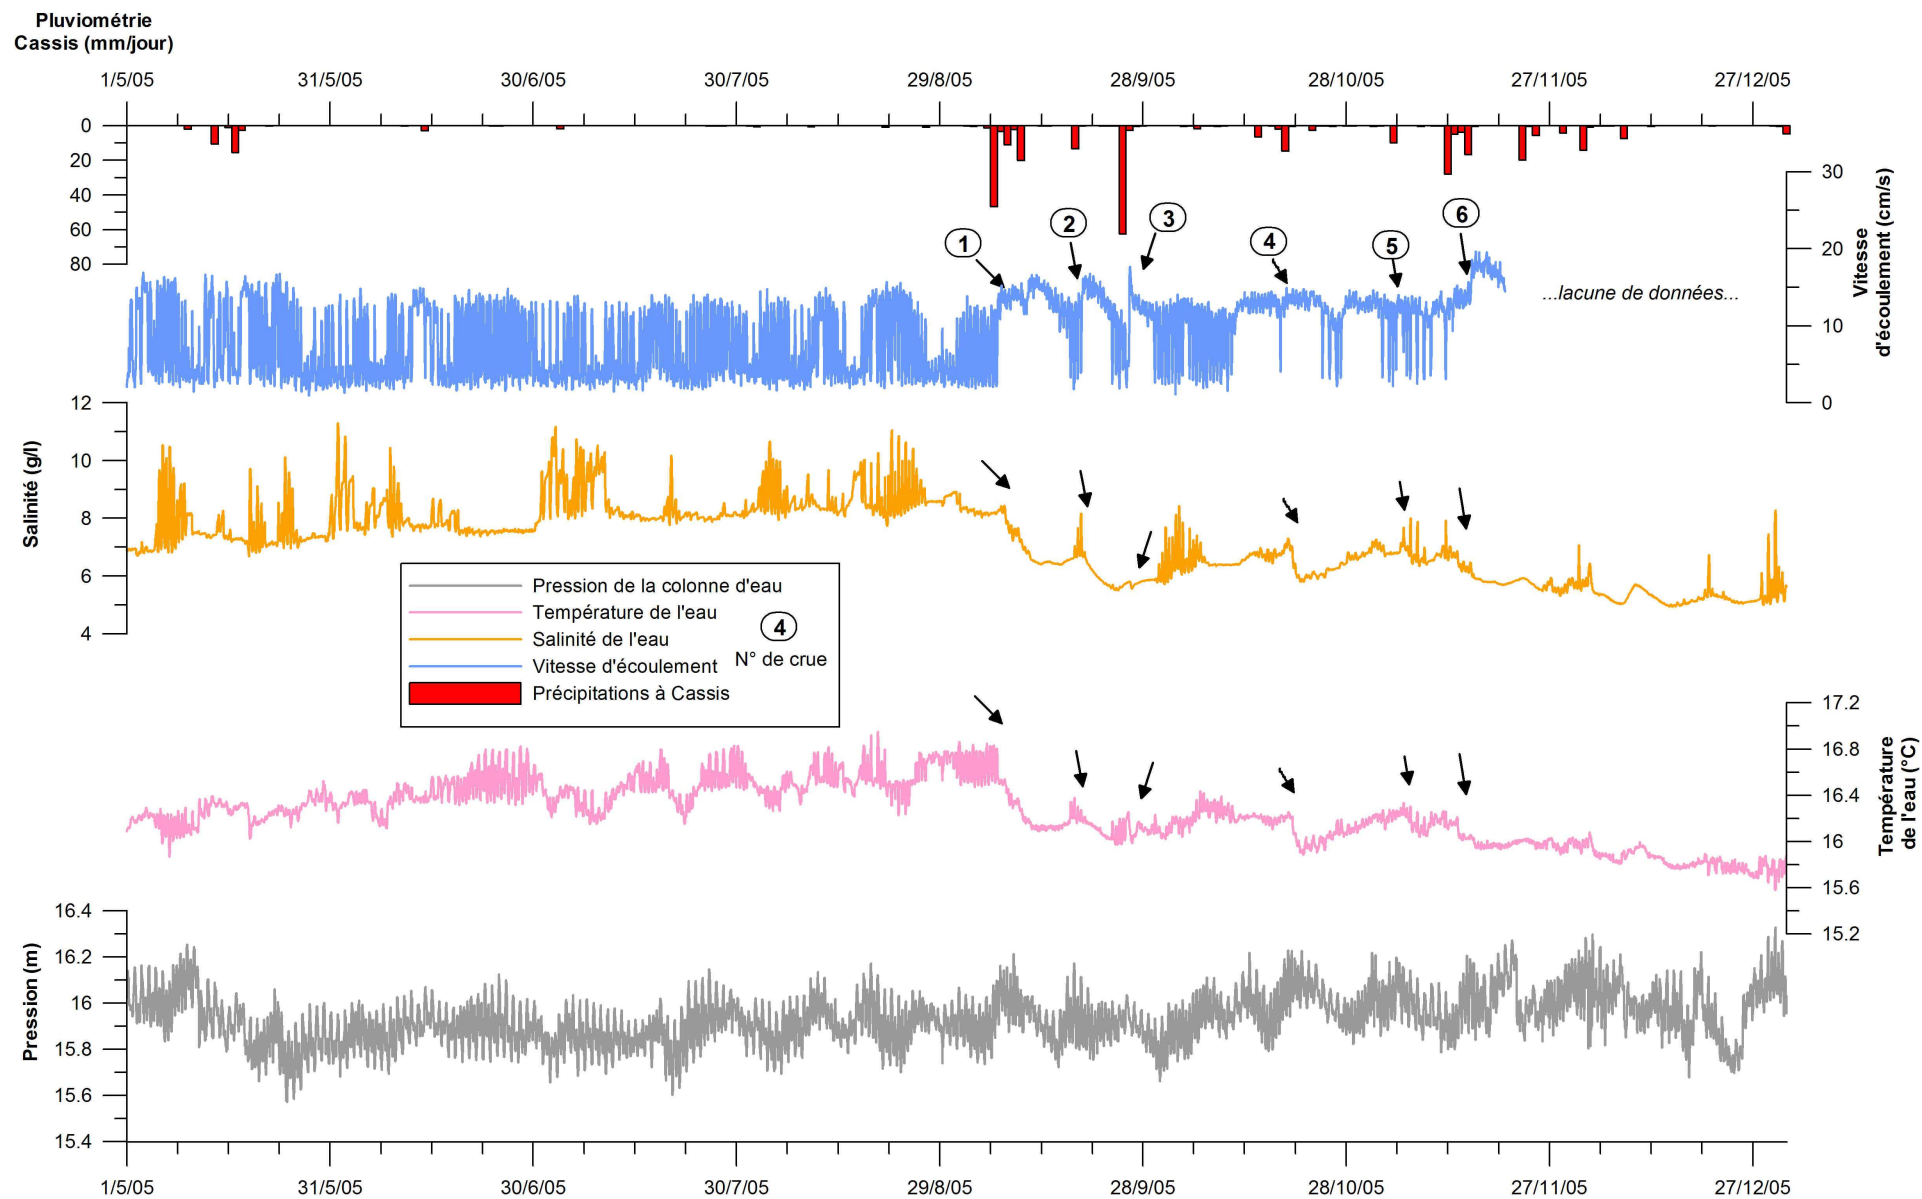 Pluviométrie
Cassis (mm/jour)
1/5/05 31/5/05 30/6/05 30/7/05 29/8/05 28/9/05 28/10/05 27/11/05 27/12/05
0
20
40
60
80
30
20
10
0
Vitesse
d'écoulement (cm/s)
1
2
3
4
5
6
...lacune de données...
12
10
8
6
4
Salinité (g/l)
Pression de la colonne d'eau
Température de l'eau
Salinité de l'eau
Vitesse d'écoulement
Précipitations à Cassis
4
N° de crue
17.2
16.8
16.4
16
15.6
15.2
Température
de l'eau (°C)
16.4
16.2
16
15.8
15.6
15.4
Pression (m)
1/5/05 31/5/05 30/6/05 30/7/05 29/8/05 28/9/05 28/10/05 27/11/05 27/12/05